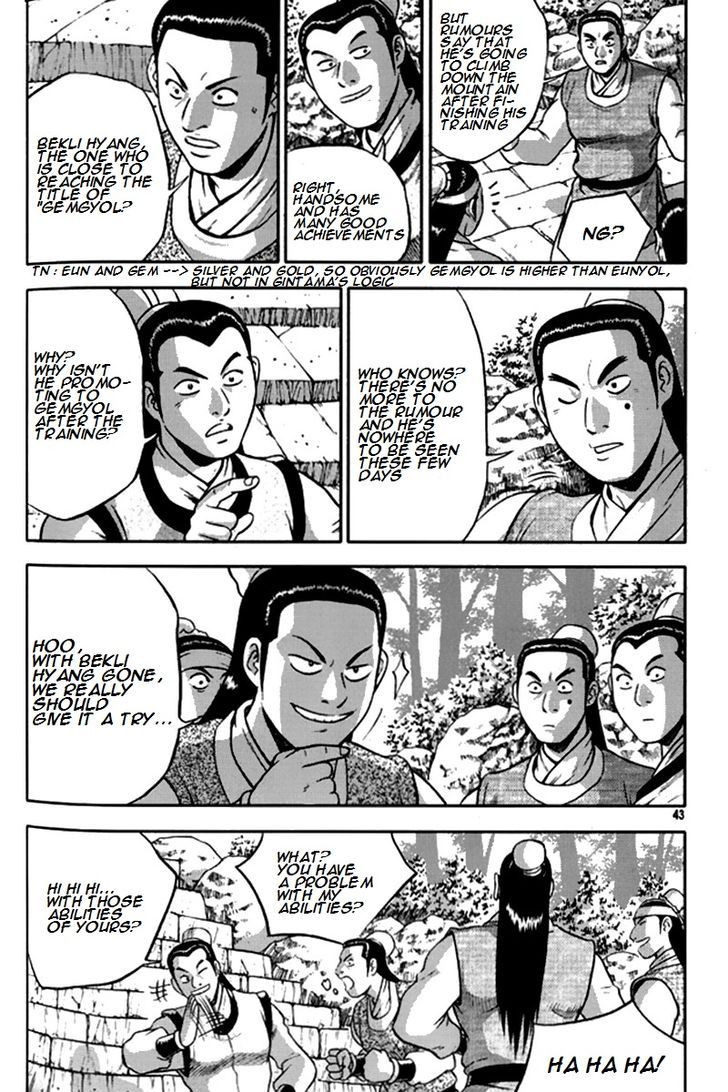 BEKLI HYANG,
THE ONE WHO
IS CLOSE TO
REACHING THE
TITLE OF
"GEMGYOL?
RIGHT,
HANDSOME
AND HAS
MANY GOOD
ACHIEVEMENTS
BUT
RUMOURS
SAY THAT
HE'S GOING
TO CLIMB
DOWN THE
MOUNTAIN
AFTER FI-
NISHING HIS
TRAINING
NG?
TN : EUN AND GEM --> SILVER AND GOLD, SO OBVIOUSLY GEMGYOL IS HIGHER THAN EUNYOL,
BUT NOT IN GINTAMA'S LOGIC
WHY?
WHY ISN'T
HE PROMO-
TING TO
GEMGYOL
AFTER THE
TRAINING?
WHO KNOWS?
THERE'S NO
MORE TO
THE RUMOUR
AND HE'S
NOWHERE
TO BE SEEN
THESE FEW
DAYS
HOO,
WITH BEKLI
HYANG GONE,
WE REALLY
SHOULD
GIVE IT A TRY...
43
HI HI HI...
WITH THOSE
ABILITIES
OF YOURS?
WHAT?
YOU HAVE
A PROBLEM
WITH MY
ABILITIES?
HA HA HA!